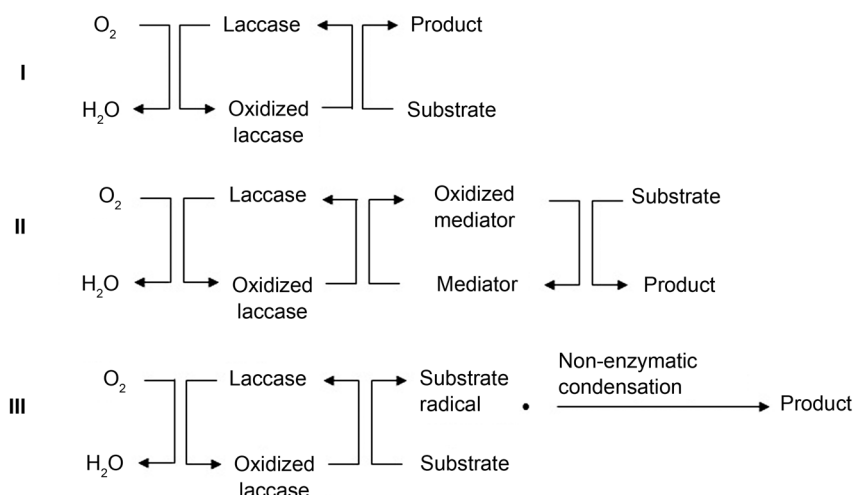 O₂ Laccase Product
I
H₂O Oxidized Substrate
laccase
O₂ Laccase Oxidized Substrate
mediator
II
H₂O Oxidized Mediator Product
laccase
Non-enzymatic
condensation
O₂ Laccase Substrate
radical • Product
III
H₂O Oxidized Substrate
laccase